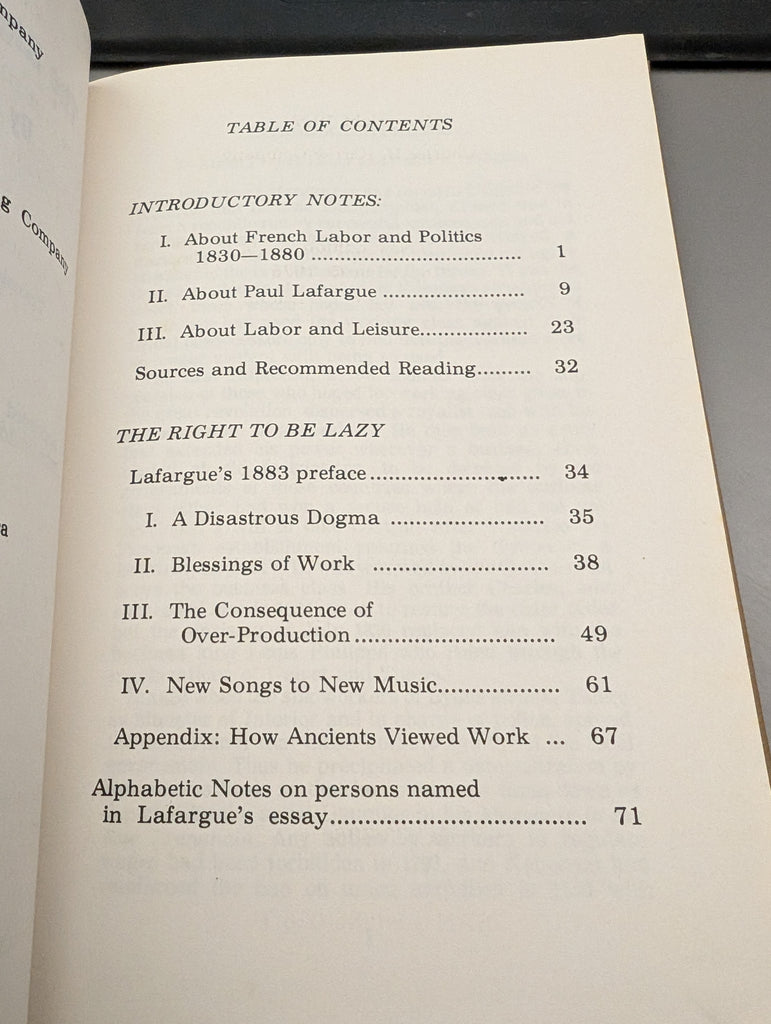 mpany
g Company
a
TABLE OF CONTENTS
INTRODUCTORY NOTES:
I. About French Labor and Politics
1830—1880 ..................................... 1
II. About Paul Lafargue ......................... 9
III. About Labor and Leisure................... 23
Sources and Recommended Reading......... 32
THE RIGHT TO BE LAZY
Lafargue's 1883 preface............................ 34
I. A Disastrous Dogma ......................... 35
II. Blessings of Work ............................ 38
III. The Consequence of
Over-Production............................... 49
IV. New Songs to New Music................... 61
Appendix: How Ancients Viewed Work ... 67
Alphabetic Notes on persons named
in Lafargue's essay..................................... 71